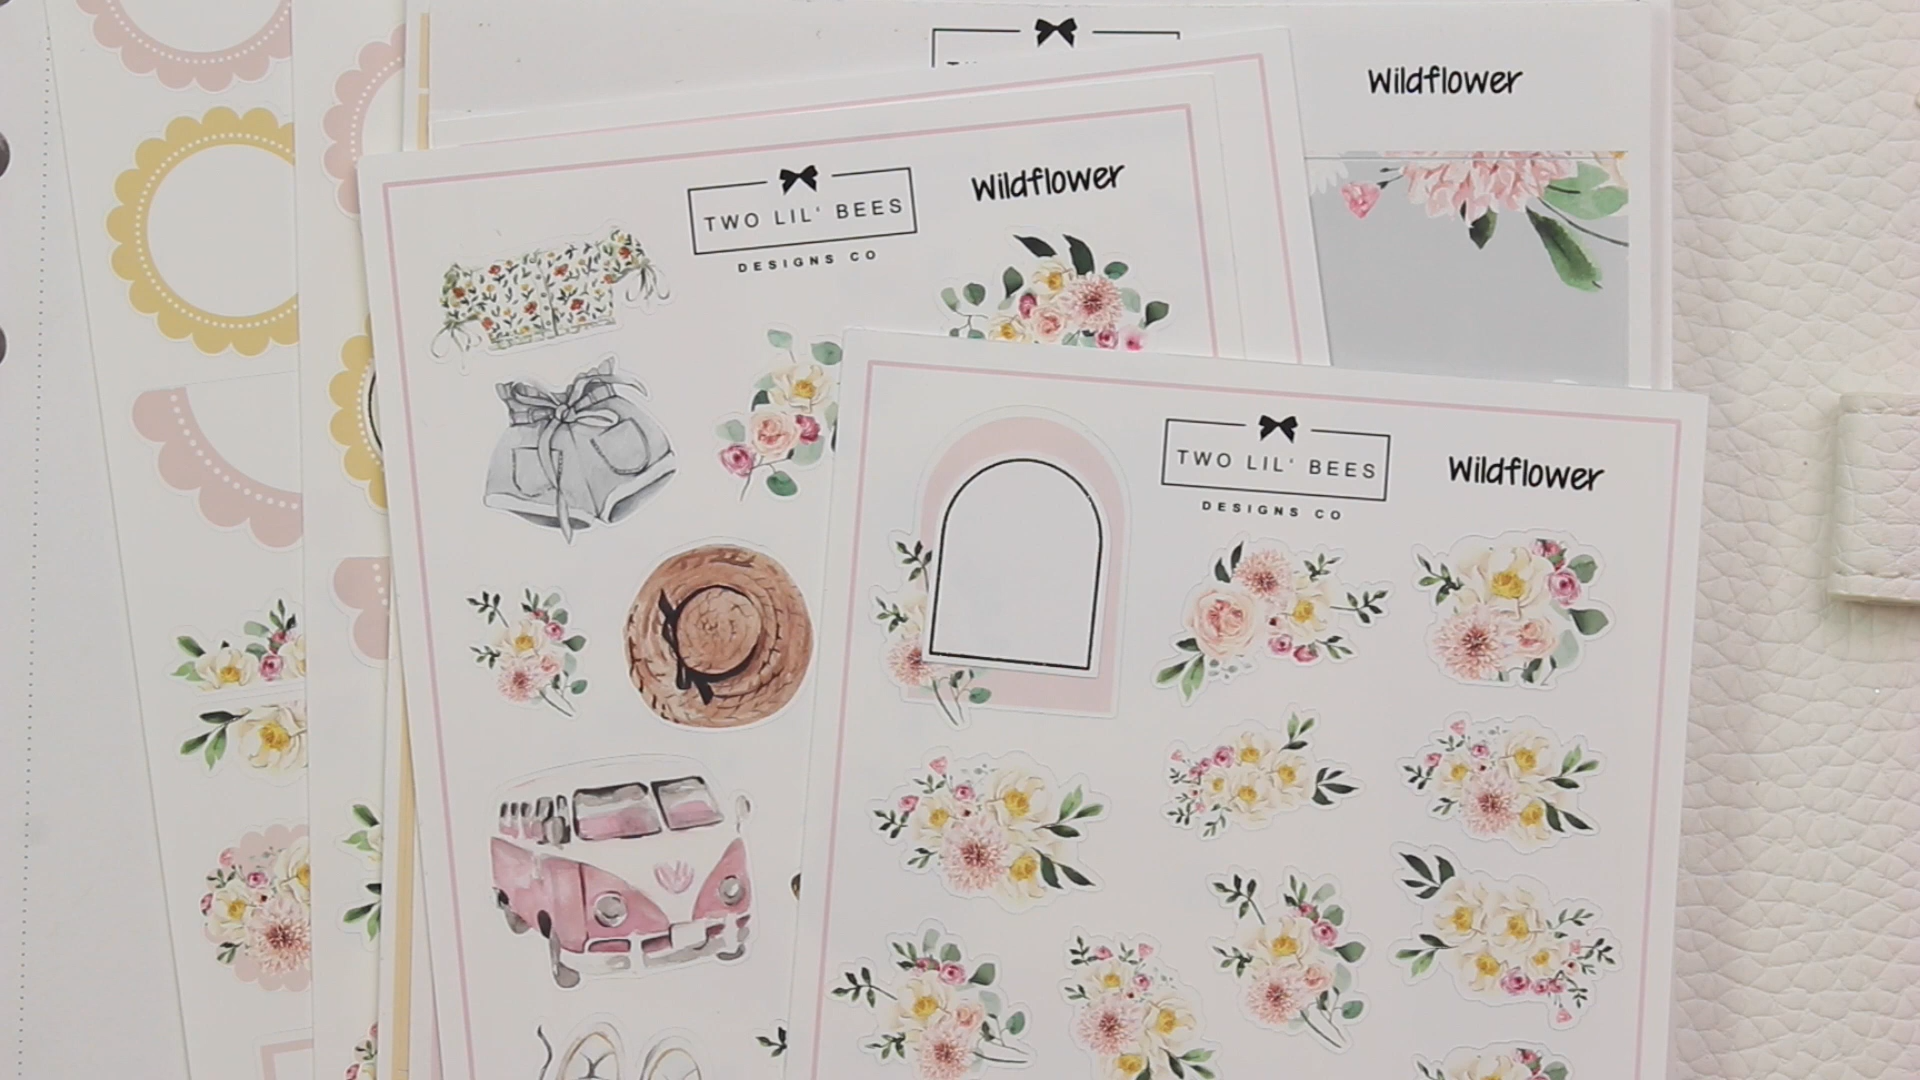 Wildflower
TWO LIL' BEES
DESIGNS CO
Wildflower
TWO LIL' BEES
DESIGNS CO
Wildflower